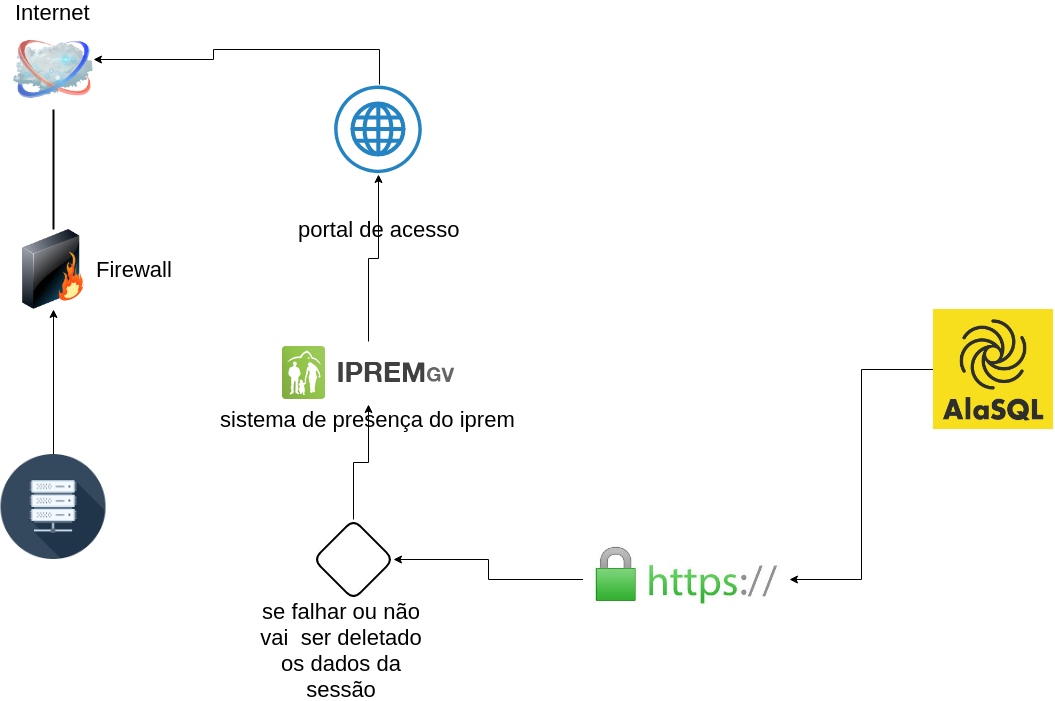 Internet
portal de acesso
Firewall
IPREMGV
sistema de presença do iprem
AlaSQL
https://
se falhar ou não
vai  ser deletado
os dados da
sessão